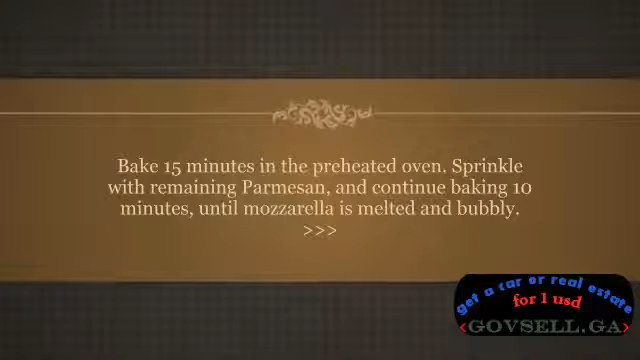 Bake 15 minutes in the preheated oven. Sprinkle
with remaining Parmesan, and continue baking 10
minutes, until mozzarella is melted and bubbly.
>>>
get a car or real estate
for 1 usd
<GOVSELL.GA>